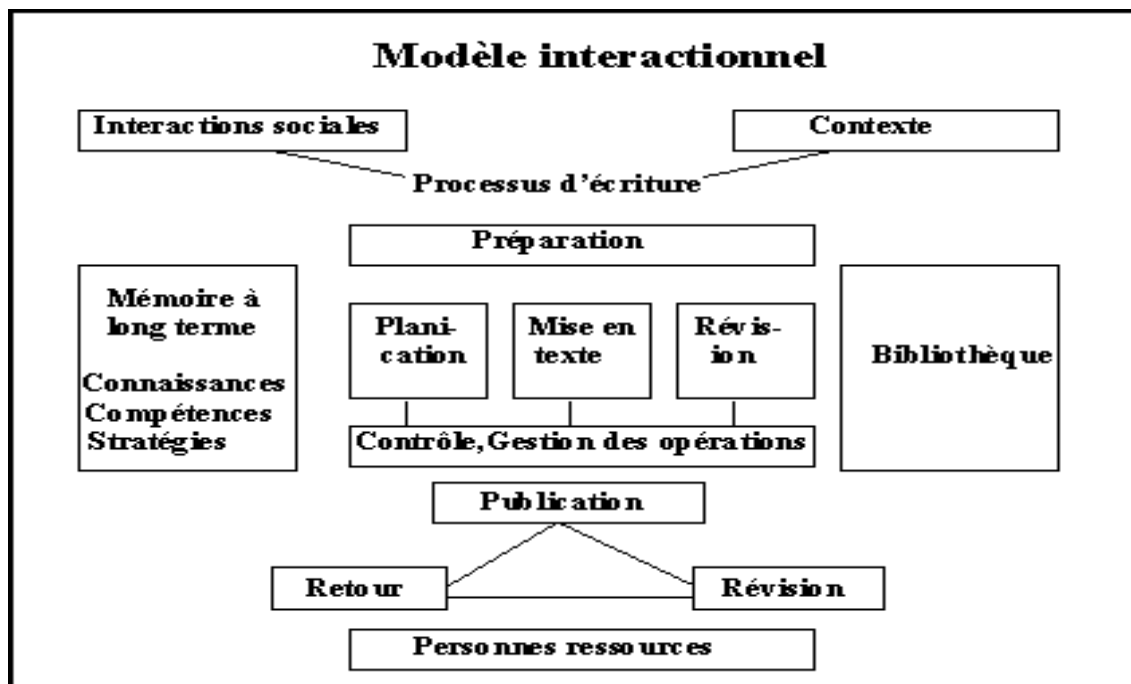 Modèle interactionnel
Interactions sociales
Contexte
Processus d'écriture
Préparation
Mémoire à
long terme
Connaissances
Compétences
Stratégies
Plani-
cation
Mise en
texte
Révis-
ion
Bibliothèque
Contrôle,Gestion des opérations
Publication
Retour
Révision
Personnes ressources